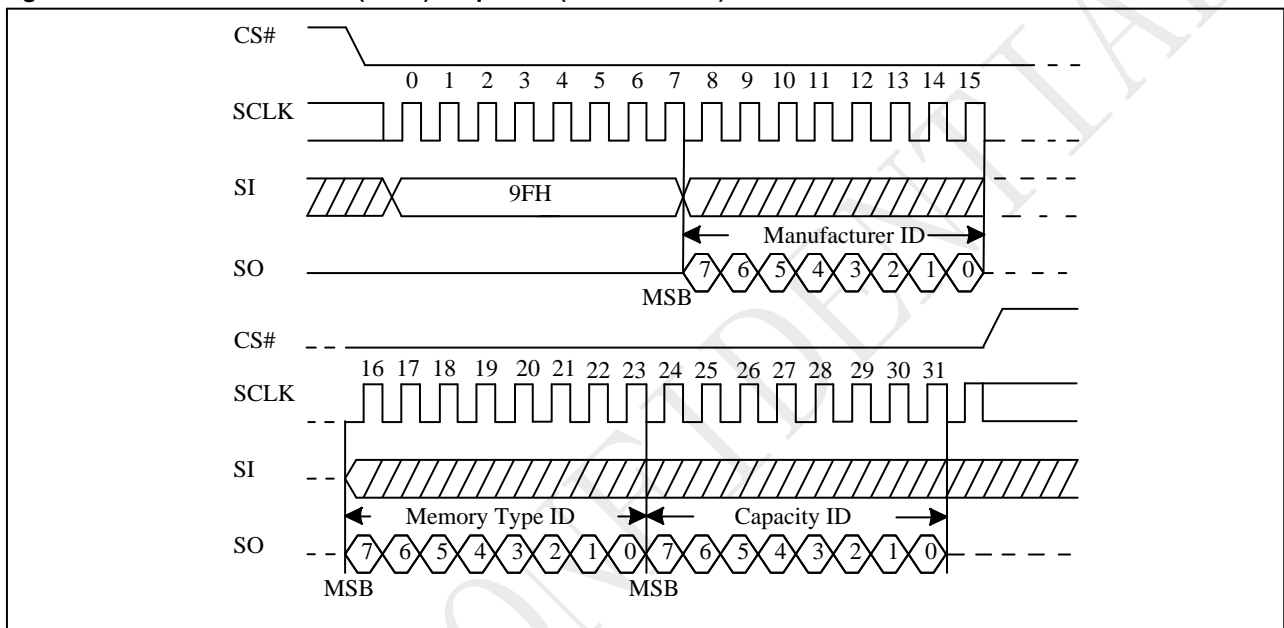 CS#
0 1 2 3 4 5 6 7 8 9 10 11 12 13 14 15
SCLK
SI
9FH
Manufacturer ID
SO
7 6 5 4 3 2 1 0
MSB
CS#
16 17 18 19 20 21 22 23 24 25 26 27 28 29 30 31
SCLK
SI
Memory Type ID Capacity ID
SO
7 6 5 4 3 2 1 0 7 6 5 4 3 2 1 0
MSB MSB